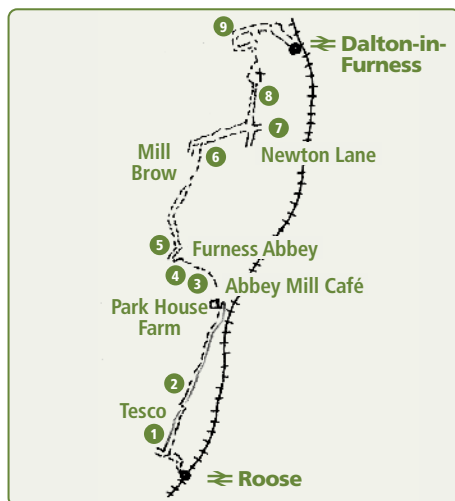 9
Dalton-in-
Furness
8
7
Mill
Brow
6
Newton Lane
5
Furness Abbey
4
3
Abbey Mill Café
Park House
Farm
2
Tesco
1
Roose